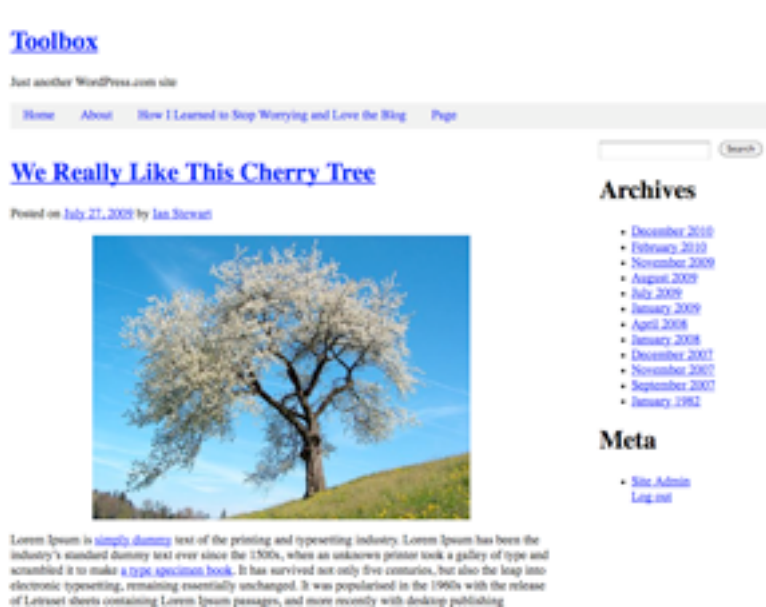 Toolbox
Just another WordPress.com site
Home About How I Learned to Stop Worrying and Love the Blog Page
Search
We Really Like This Cherry Tree
Posted on July 27, 2009 by Ian Stewart
Lorem Ipsum is simply dummy text of the printing and typesetting industry. Lorem Ipsum has been the
industry's standard dummy text ever since the 1500s, when an unknown printer took a galley of type and
scrambled it to make a type specimen book. It has survived not only five centuries, but also the leap into
electronic typesetting, remaining essentially unchanged. It was popularised in the 1960s with the release
of Letraset sheets containing Lorem Ipsum passages, and more recently with desktop publishing
Archives
December 2010
February 2010
November 2009
August 2009
July 2009
January 2009
April 2008
January 2008
December 2007
November 2007
September 2007
January 1982
Meta
Site Admin
Log out